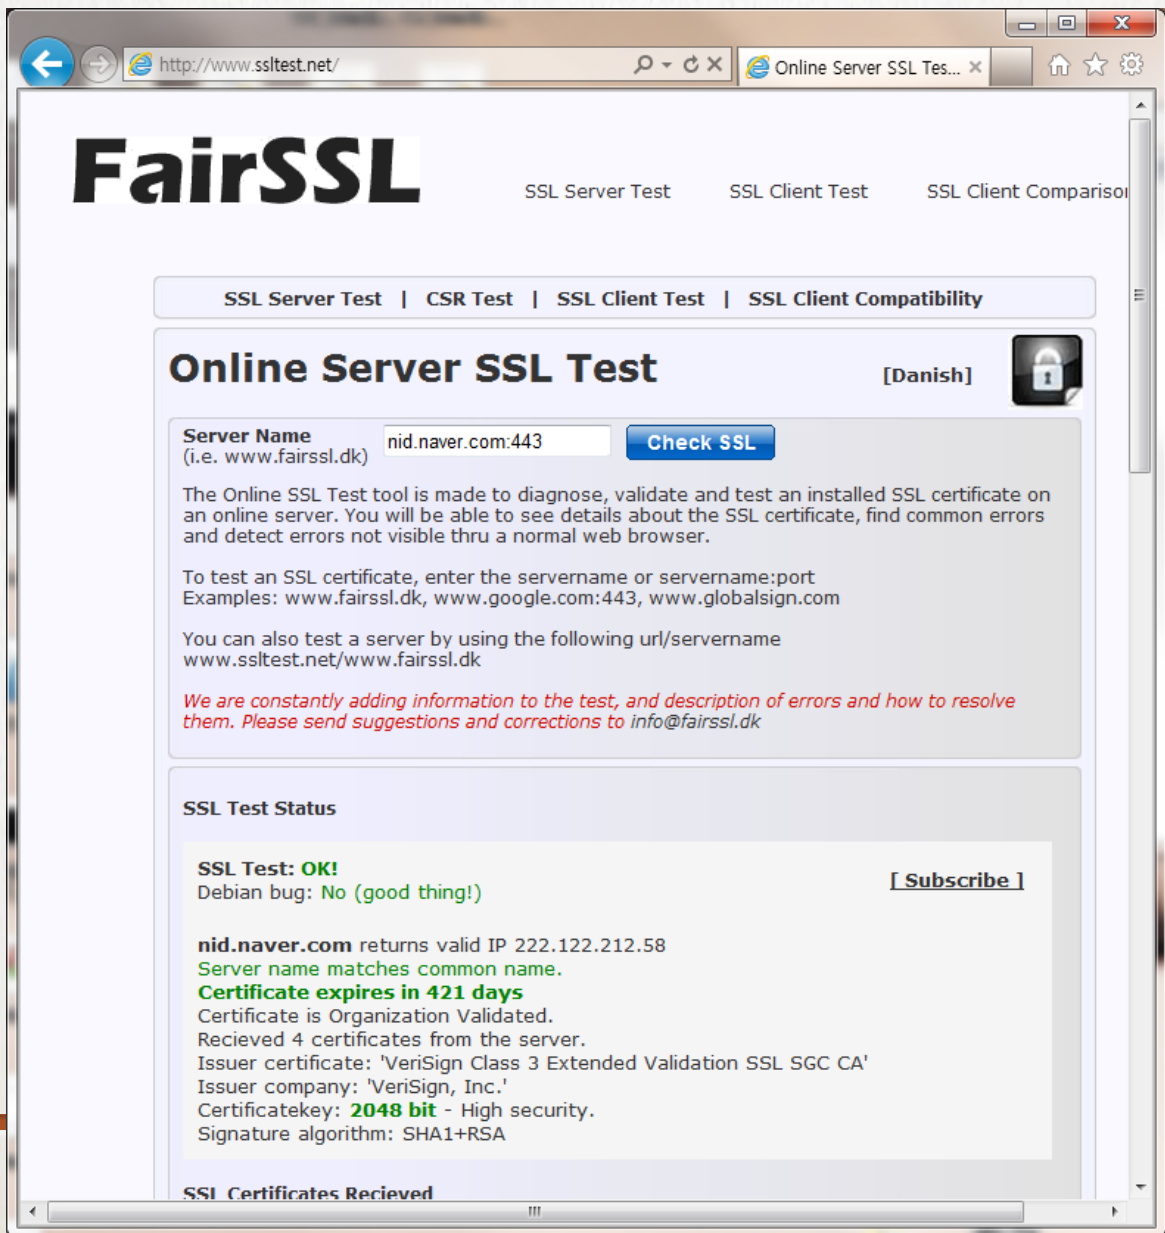 http://www.ssltest.net/
Online Server SSL Tes...
FairSSL
SSL Server Test
SSL Client Test
SSL Client Comparison
SSL Server Test | CSR Test | SSL Client Test | SSL Client Compatibility
Online Server SSL Test
[Danish]
Server Name
(i.e. www.fairssl.dk)
nid.naver.com:443
Check SSL
The Online SSL Test tool is made to diagnose, validate and test an installed SSL certificate on
an online server. You will be able to see details about the SSL certificate, find common errors
and detect errors not visible thru a normal web browser.
To test an SSL certificate, enter the servername or servername:port
Examples: www.fairssl.dk, www.google.com:443, www.globalsign.com
You can also test a server by using the following url/servername
www.ssltest.net/www.fairssl.dk
We are constantly adding information to the test, and description of errors and how to resolve
them. Please send suggestions and corrections to info@fairssl.dk
SSL Test Status
SSL Test: OK!
Debian bug: No (good thing!)
[ Subscribe ]
nid.naver.com returns valid IP 222.122.212.58
Server name matches common name.
Certificate expires in 421 days
Certificate is Organization Validated.
Recieved 4 certificates from the server.
Issuer certificate: 'VeriSign Class 3 Extended Validation SSL SGC CA'
Issuer company: 'VeriSign, Inc.'
Certificatekey: 2048 bit - High security.
Signature algorithm: SHA1+RSA
SSL Certificates Recieved